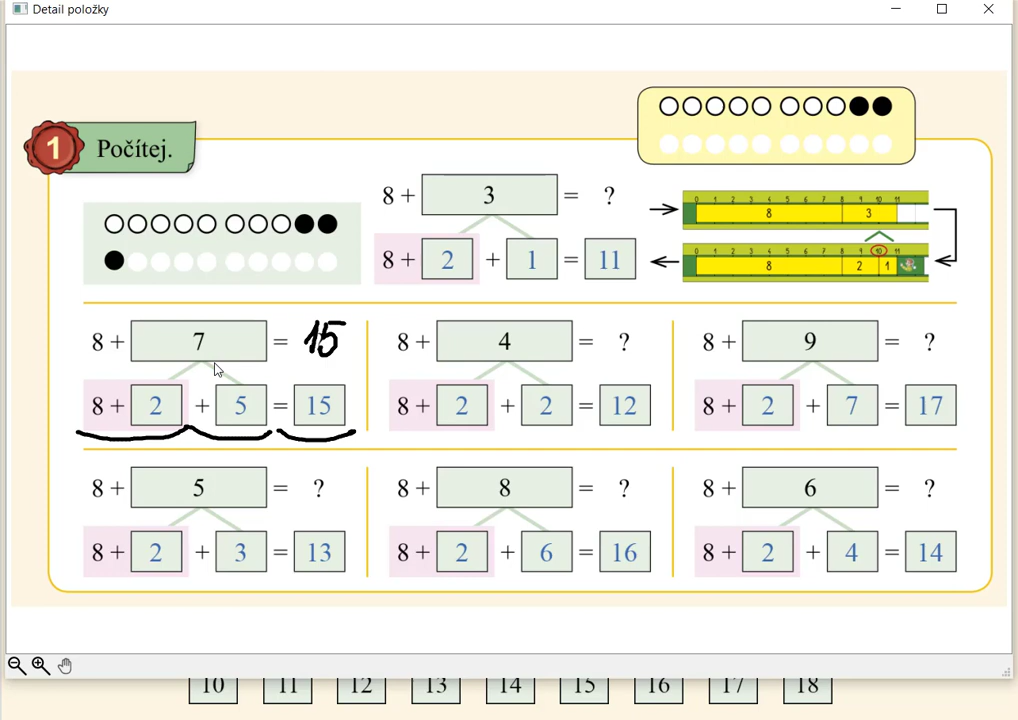 Detail položky
1 Počítej.
8 + 3 = ?
8 + 2 + 1 = 11
0 1 2 3 4 5 6 7 8 9 10 11
8 3
0 1 2 3 4 5 6 7 8 9 10 11
8 2 1
8 + 7 = 15
8 + 2 + 5 = 15
8 + 4 = ?
8 + 2 + 2 = 12
8 + 9 = ?
8 + 2 + 7 = 17
8 + 5 = ?
8 + 2 + 3 = 13
8 + 8 = ?
8 + 2 + 6 = 16
8 + 6 = ?
8 + 2 + 4 = 14
10 11 12 13 14 15 16 17 18